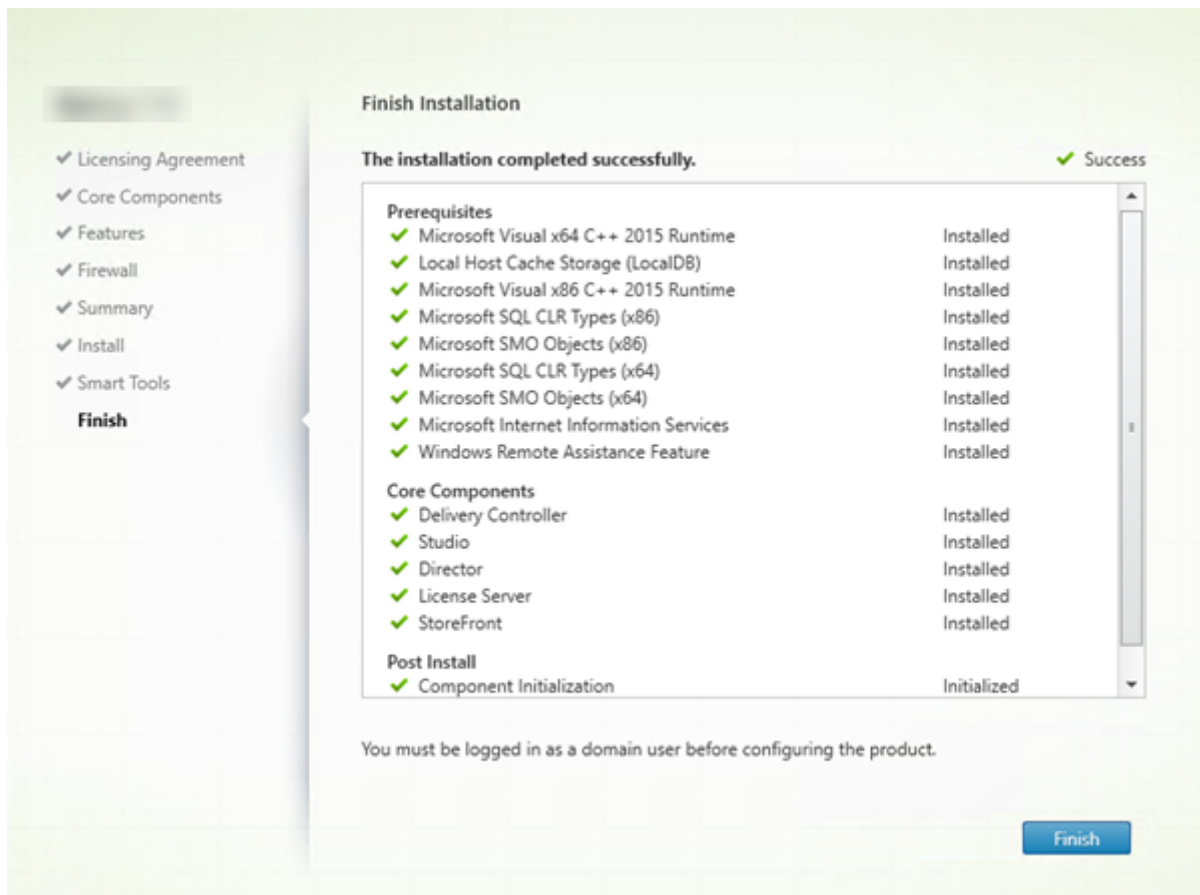 Finish Installation
Licensing Agreement
Core Components
Features
Firewall
Summary
Install
Smart Tools
Finish
The installation completed successfully. Success
Prerequisites
Microsoft Visual x64 C++ 2015 Runtime Installed
Local Host Cache Storage (LocalDB) Installed
Microsoft Visual x86 C++ 2015 Runtime Installed
Microsoft SQL CLR Types (x86) Installed
Microsoft SMO Objects (x86) Installed
Microsoft SQL CLR Types (x64) Installed
Microsoft SMO Objects (x64) Installed
Microsoft Internet Information Services Installed
Windows Remote Assistance Feature Installed
Core Components
Delivery Controller Installed
Studio Installed
Director Installed
License Server Installed
StoreFront Installed
Post Install
Component Initialization Initialized
You must be logged in as a domain user before configuring the product.
Finish